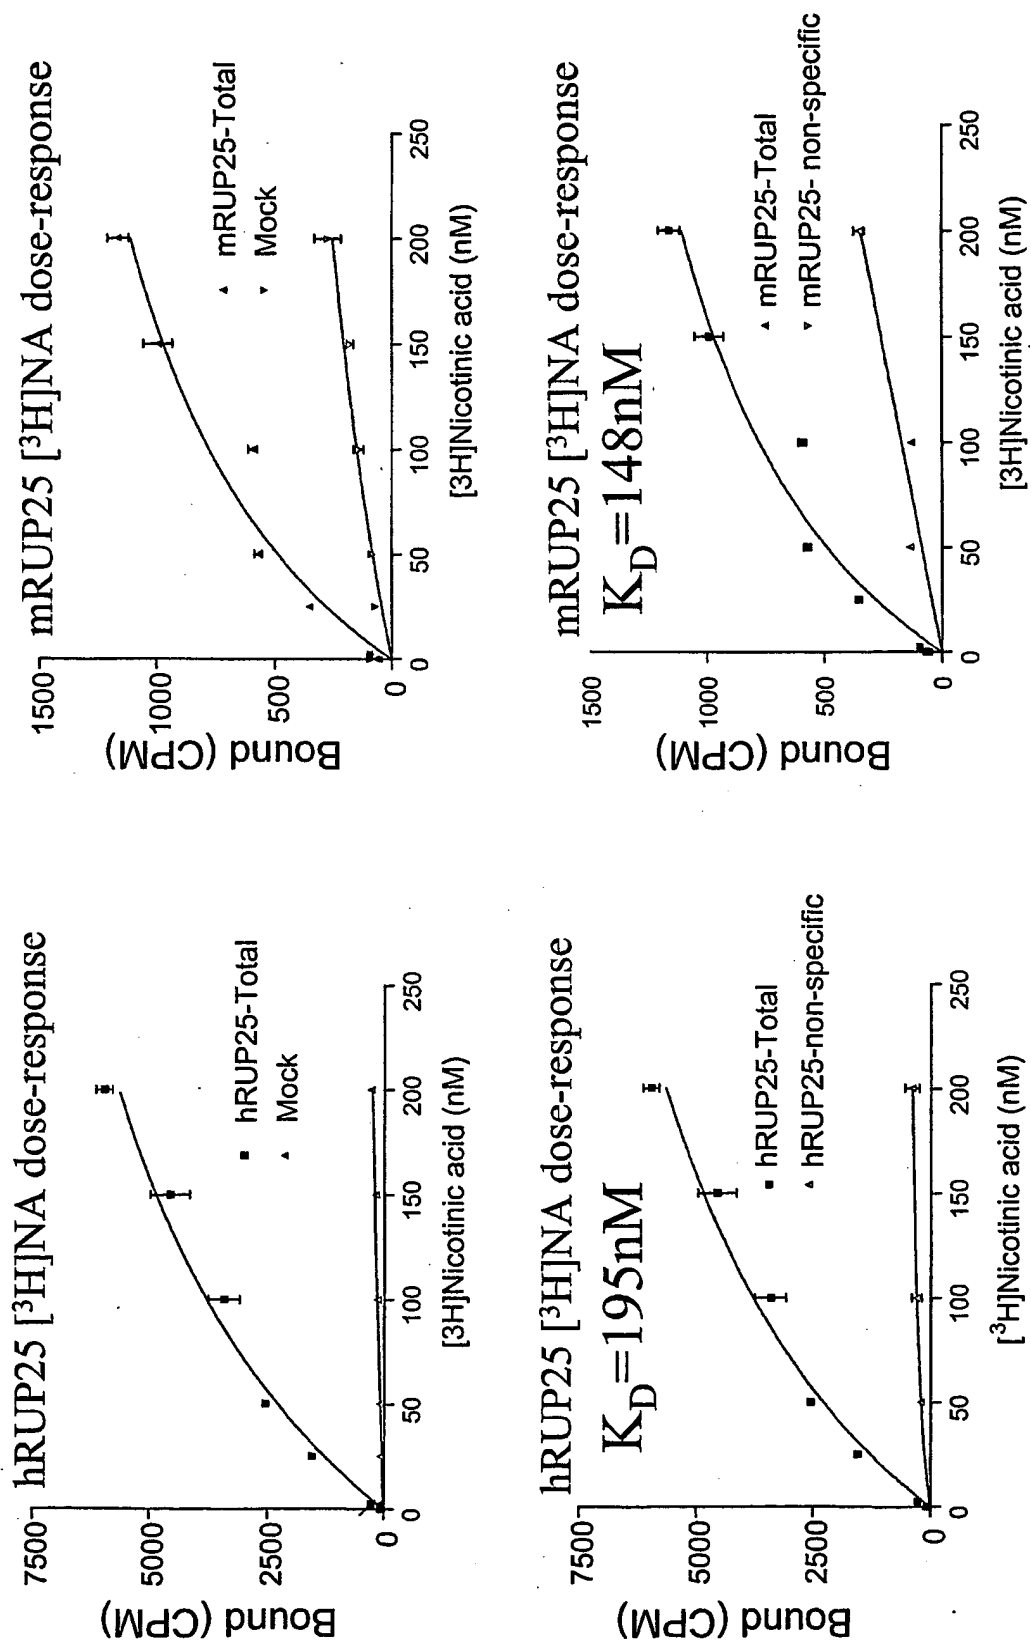 hRUP25 [³H]NA dose-response
7500
5000
2500
0
Bound (CPM)
0 50 100 150 200 250
[3H]Nicotinic acid (nM)
hRUP25-Total
Mock
mRUP25 [³H]NA dose-response
1500
1000
500
0
Bound (CPM)
0 50 100 150 200 250
[3H]Nicotinic acid (nM)
mRUP25-Total
Mock
hRUP25 [³H]NA dose-response
K_D=195nM
7500
5000
2500
0
Bound (CPM)
0 50 100 150 200 250
[³H]Nicotinic acid (nM)
hRUP25-Total
hRUP25-non-specific
mRUP25 [³H]NA dose-response
K_D=148nM
1500
1000
500
0
Bound (CPM)
0 50 100 150 200 250
[3H]Nicotinic acid (nM)
mRUP25-Total
mRUP25- non-specific